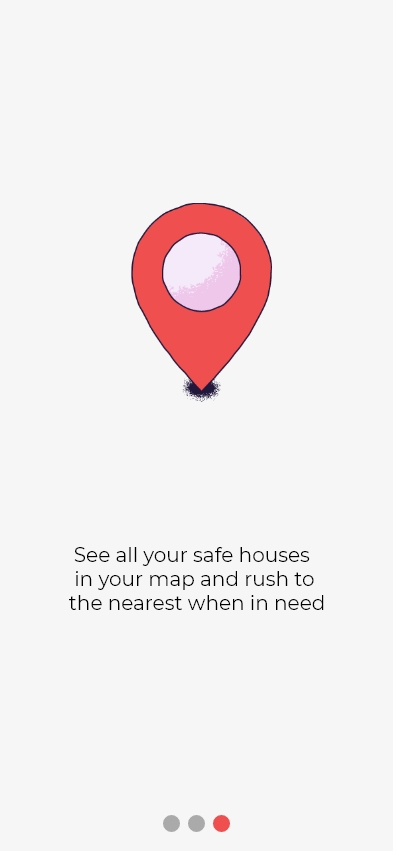 See all your safe houses
in your map and rush to
the nearest when in need